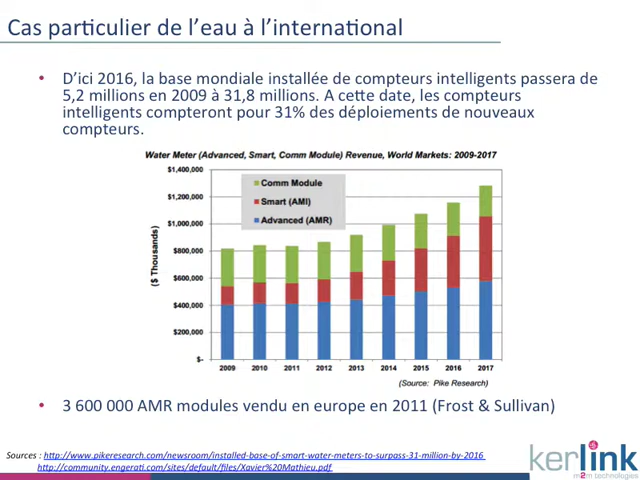 Cas particulier de l'eau à l'international
• D'ici 2016, la base mondiale installée de compteurs intelligents passera de
5,2 millions en 2009 à 31,8 millions. A cette date, les compteurs
intelligents compteront pour 31% des déploiements de nouveaux
compteurs.
Water Meter (Advanced, Smart, Comm Module) Revenue, World Markets: 2009-2017
$1,400,000
$1,200,000
$1,000,000
$800,000
$600,000
$400,000
$200,000
$-
($ Thousands)
Comm Module
Smart (AMI)
Advanced (AMR)
2009 2010 2011 2012 2013 2014 2015 2016 2017
(Source: Pike Research)
• 3 600 000 AMR modules vendu en europe en 2011 (Frost & Sullivan)
Sources : http://www.pikeresearch.com/newsroom/installed-base-of-smart-water-meters-to-surpass-31-million-by-2016
http://community.engerati.com/sites/default/files/Xavier%20Mathieu.pdf
kerlink
m2m technologies